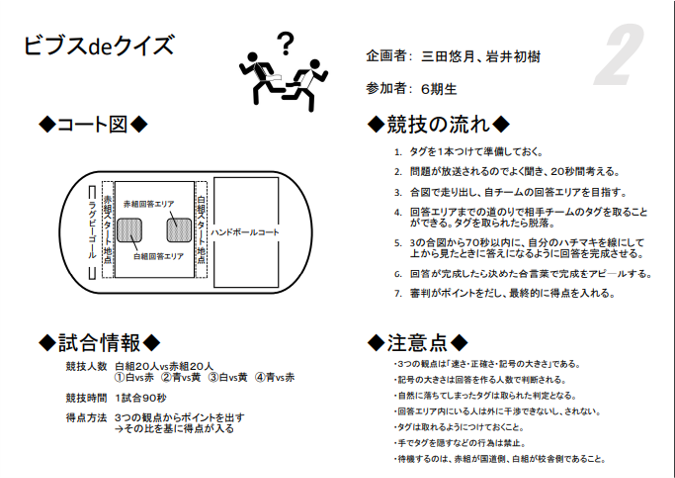 ビブスdeクイズ
?
企画者： 三田悠月、岩井初樹
参加者： 6期生
2
◆コート図◆
ラグビーゴール
赤組スタート地点
赤組回答エリア
白組回答エリア
白組スタート地点
ハンドボールコート
◆試合情報◆
競技人数 白組20人vs赤組20人
①白vs赤 ②青vs黄 ③白vs黄 ④青vs赤
競技時間 1試合90秒
得点方法 3つの観点からポイントを出す
→その比を基に得点が入る
◆競技の流れ◆
1. タグを1本つけて準備しておく。
2. 問題が放送されるのでよく聞き、20秒間考える。
3. 合図で走り出し、自チームの回答エリアを目指す。
4. 回答エリアまでの道のりで相手チームのタグを取ること
ができる。タグを取られたら脱落。
5. 3の合図から70秒以内に、自分のハチマキを線にして
上から見たときに答えになるように回答を完成させる。
6. 回答が完成したら決めた合言葉で完成をアピールする。
7. 審判がポイントをだし、最終的に得点を入れる。
◆注意点◆
・3つの観点は「速さ・正確さ・記号の大きさ」である。
・記号の大きさは回答を作る人数で判断される。
・自然に落ちてしまったタグは取られた判定となる。
・回答エリア内にいる人は外に干渉できないし、されない。
・タグは取れるようにつけておくこと。
・手でタグを隠すなどの行為は禁止。
・待機するのは、赤組が国道側、白組が校舎側であること。